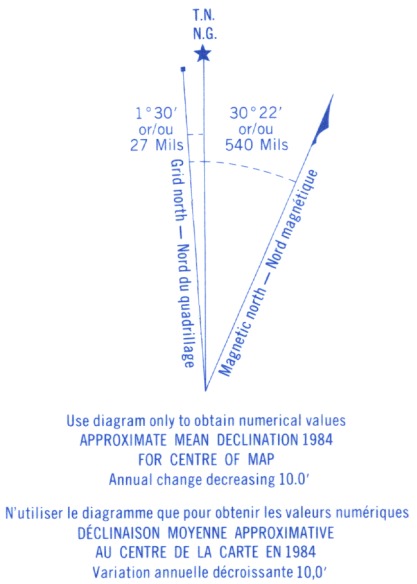 T.N.
N.G.
1°30′
or/ou
27 Mils
30°22′
or/ou
540 Mils
Grid north — Nord du quadrillage
Magnetic north — Nord magnétique
Use diagram only to obtain numerical values
APPROXIMATE MEAN DECLINATION 1984
FOR CENTRE OF MAP
Annual change decreasing 10.0′
N'utiliser le diagramme que pour obtenir les valeurs numériques
DÉCLINAISON MOYENNE APPROXIMATIVE
AU CENTRE DE LA CARTE EN 1984
Variation annuelle décroissante 10,0′